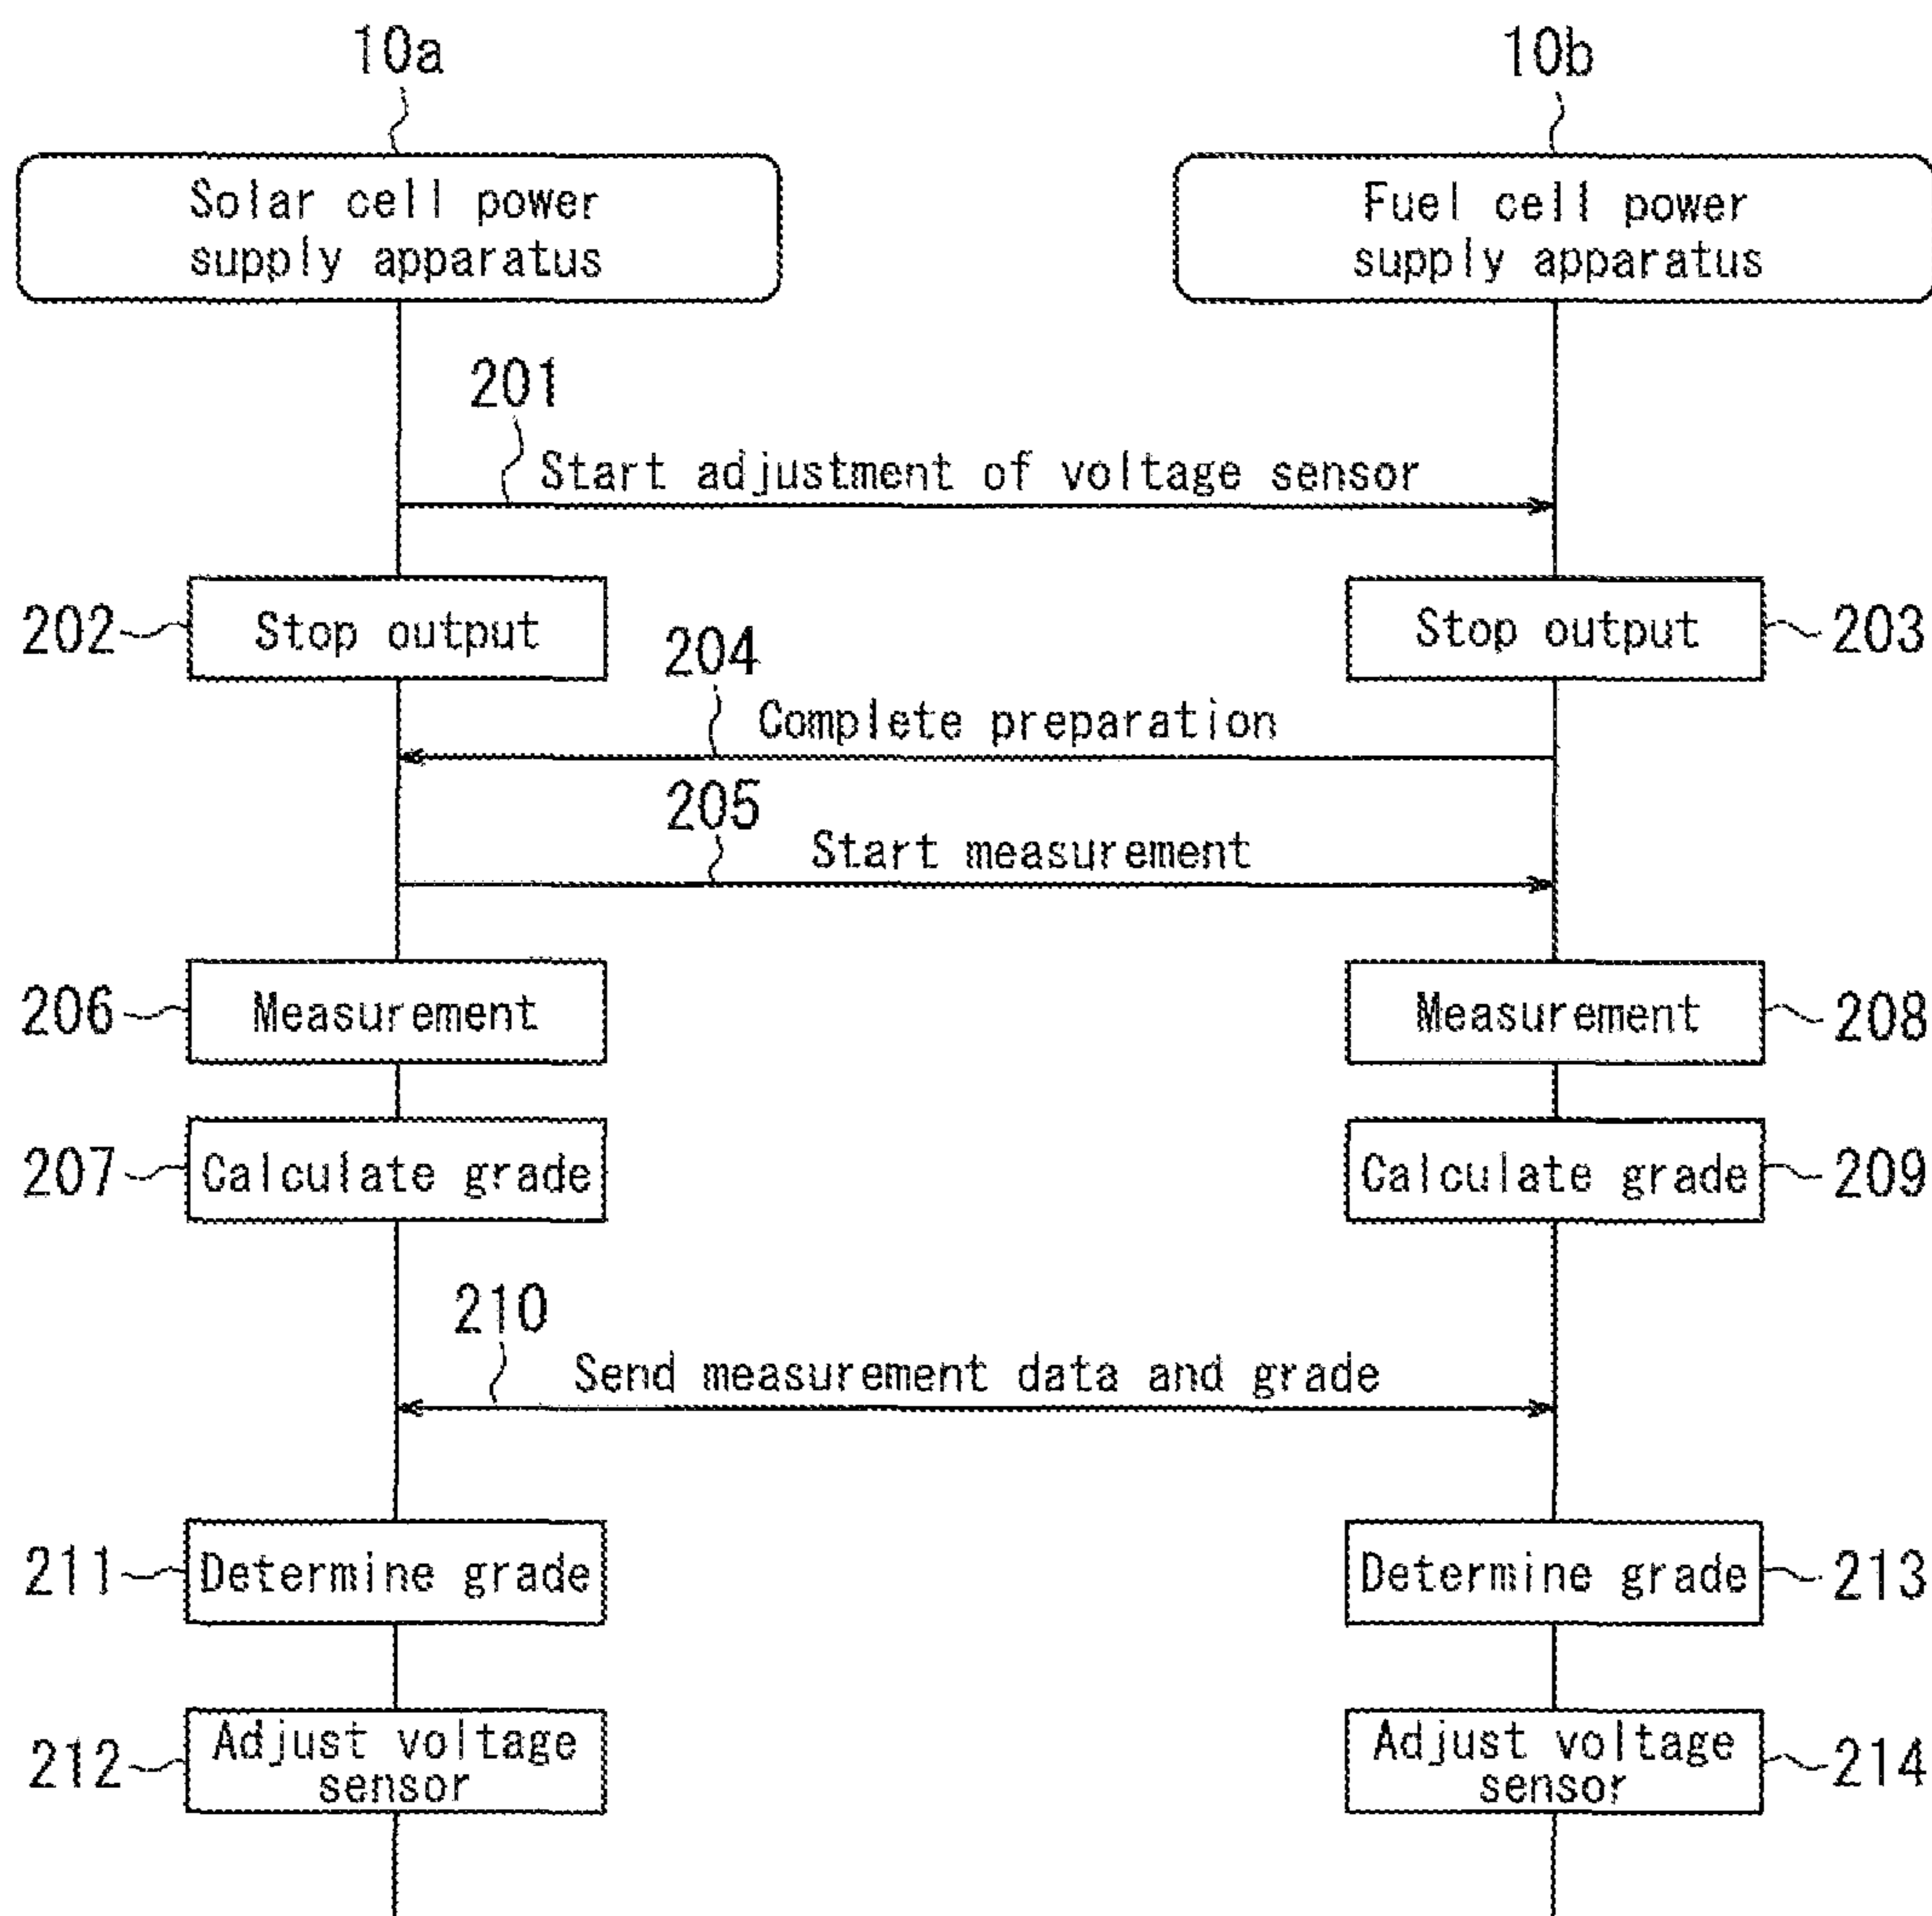 10a
10b
Solar cell power
supply apparatus
Fuel cell power
supply apparatus
201
Start adjustment of voltage sensor
202
Stop output
Stop output
203
204
Complete preparation
205
Start measurement
206
Measurement
Measurement
208
207
Calculate grade
Calculate grade
209
210
Send measurement data and grade
211
Determine grade
Determine grade
213
212
Adjust voltage
sensor
Adjust voltage
sensor
214